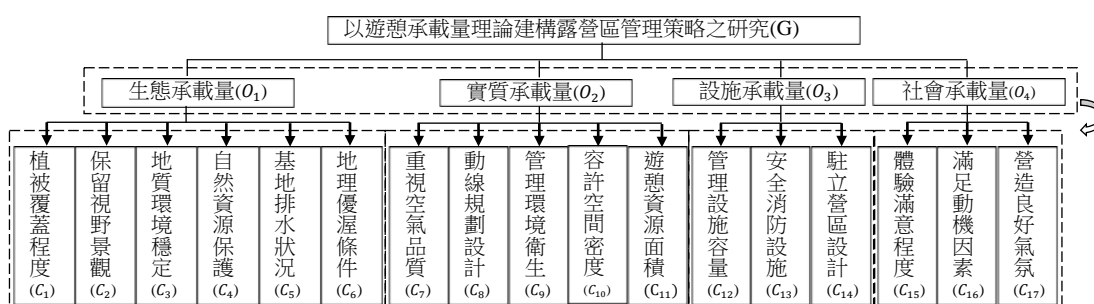 以遊憩承載量理論建構露營區管理策略之研究(G)
生態承載量(O₁)
實質承載量(O₂)
設施承載量(O₃)
社會承載量(O₄)
植被覆蓋程度(C₁)
保留視野景觀(C₂)
地質環境穩定(C₃)
自然資源保護(C₄)
基地排水狀況(C₅)
地理優渥條件(C₆)
重視空氣品質(C₇)
動線規劃設計(C₈)
管理環境衛生(C₉)
容許空間密度(C₁₀)
遊憩資源面積(C₁₁)
管理設施容量(C₁₂)
安全消防設施(C₁₃)
駐立營區設計(C₁₄)
體驗滿意程度(C₁₅)
滿足動機因素(C₁₆)
營造良好氣氛(C₁₇)